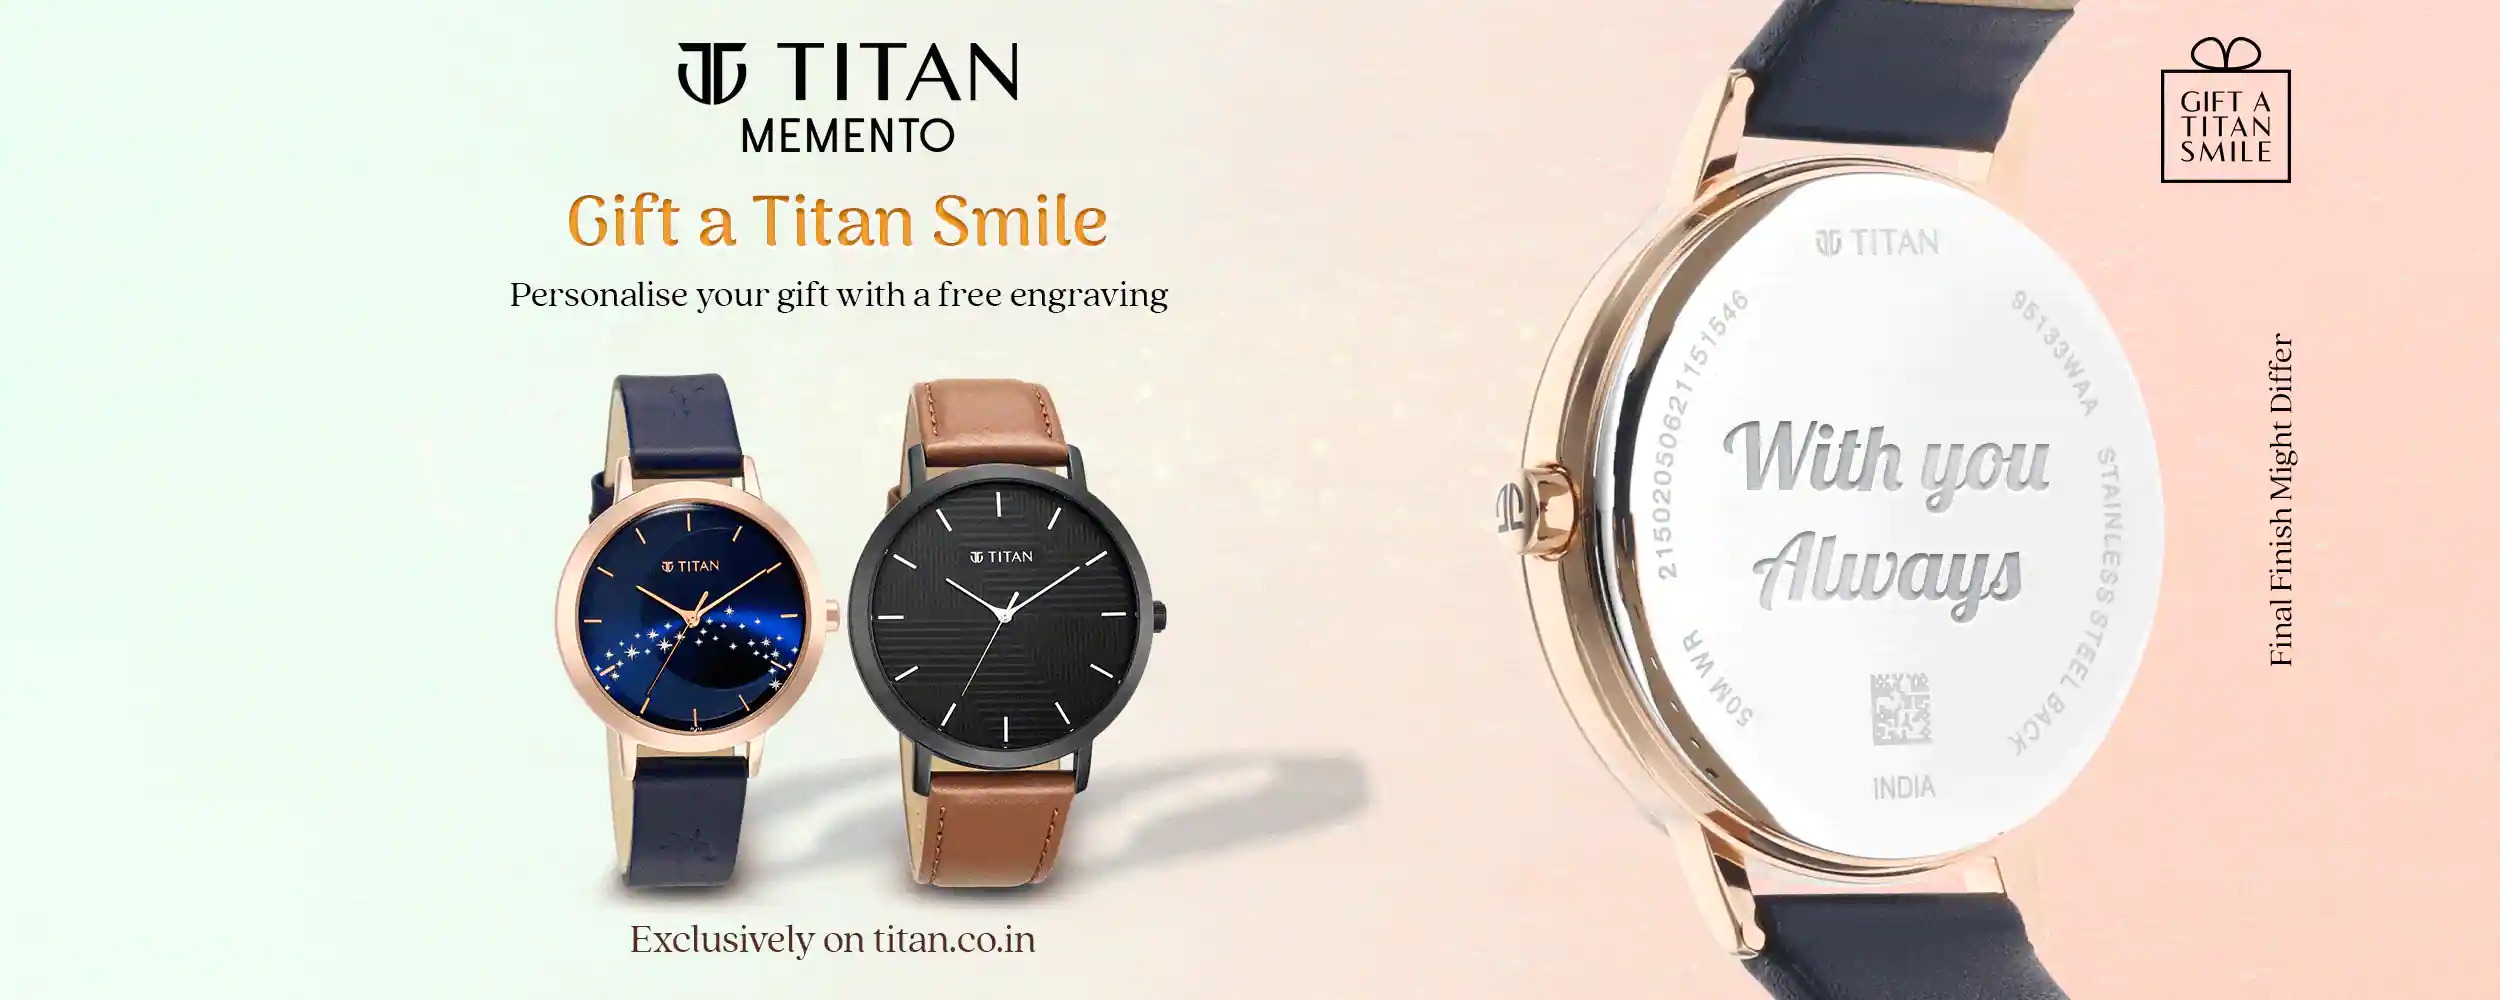 TITAN
MEMENTO
Gift a Titan Smile
Personalise your gift with a free engraving
TITAN
TITAN
Exclusively on titan.co.in
TITAN
2150205062115151546
95133WAA
STAINLESS STEEL BACK
50M WR
With you
Always
INDIA
GIFT A
TITAN
SMILE
Final Finish Might Differ